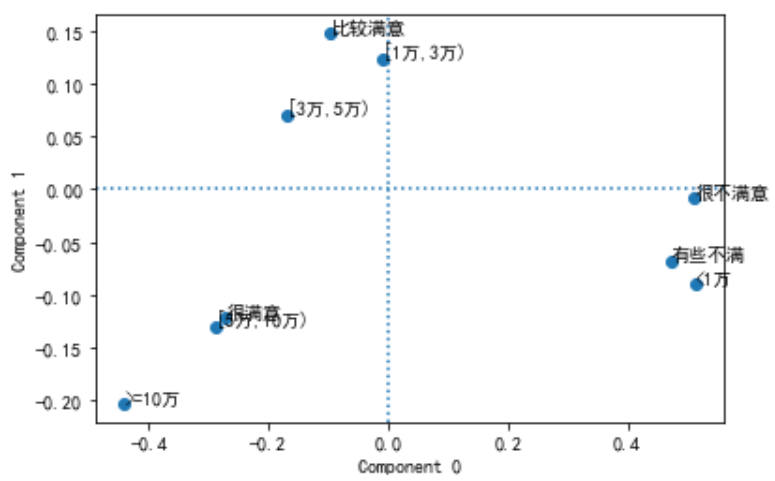 0.15
0.10
0.05
0.00
-0.05
-0.10
-0.15
-0.20
Component 1
比较满意
[1万,3万)
[3万,5万)
很不满意
有些不满
<1万
很满意
[5万,10万)
>=10万
-0.4
-0.2
0.0
0.2
0.4
Component 0